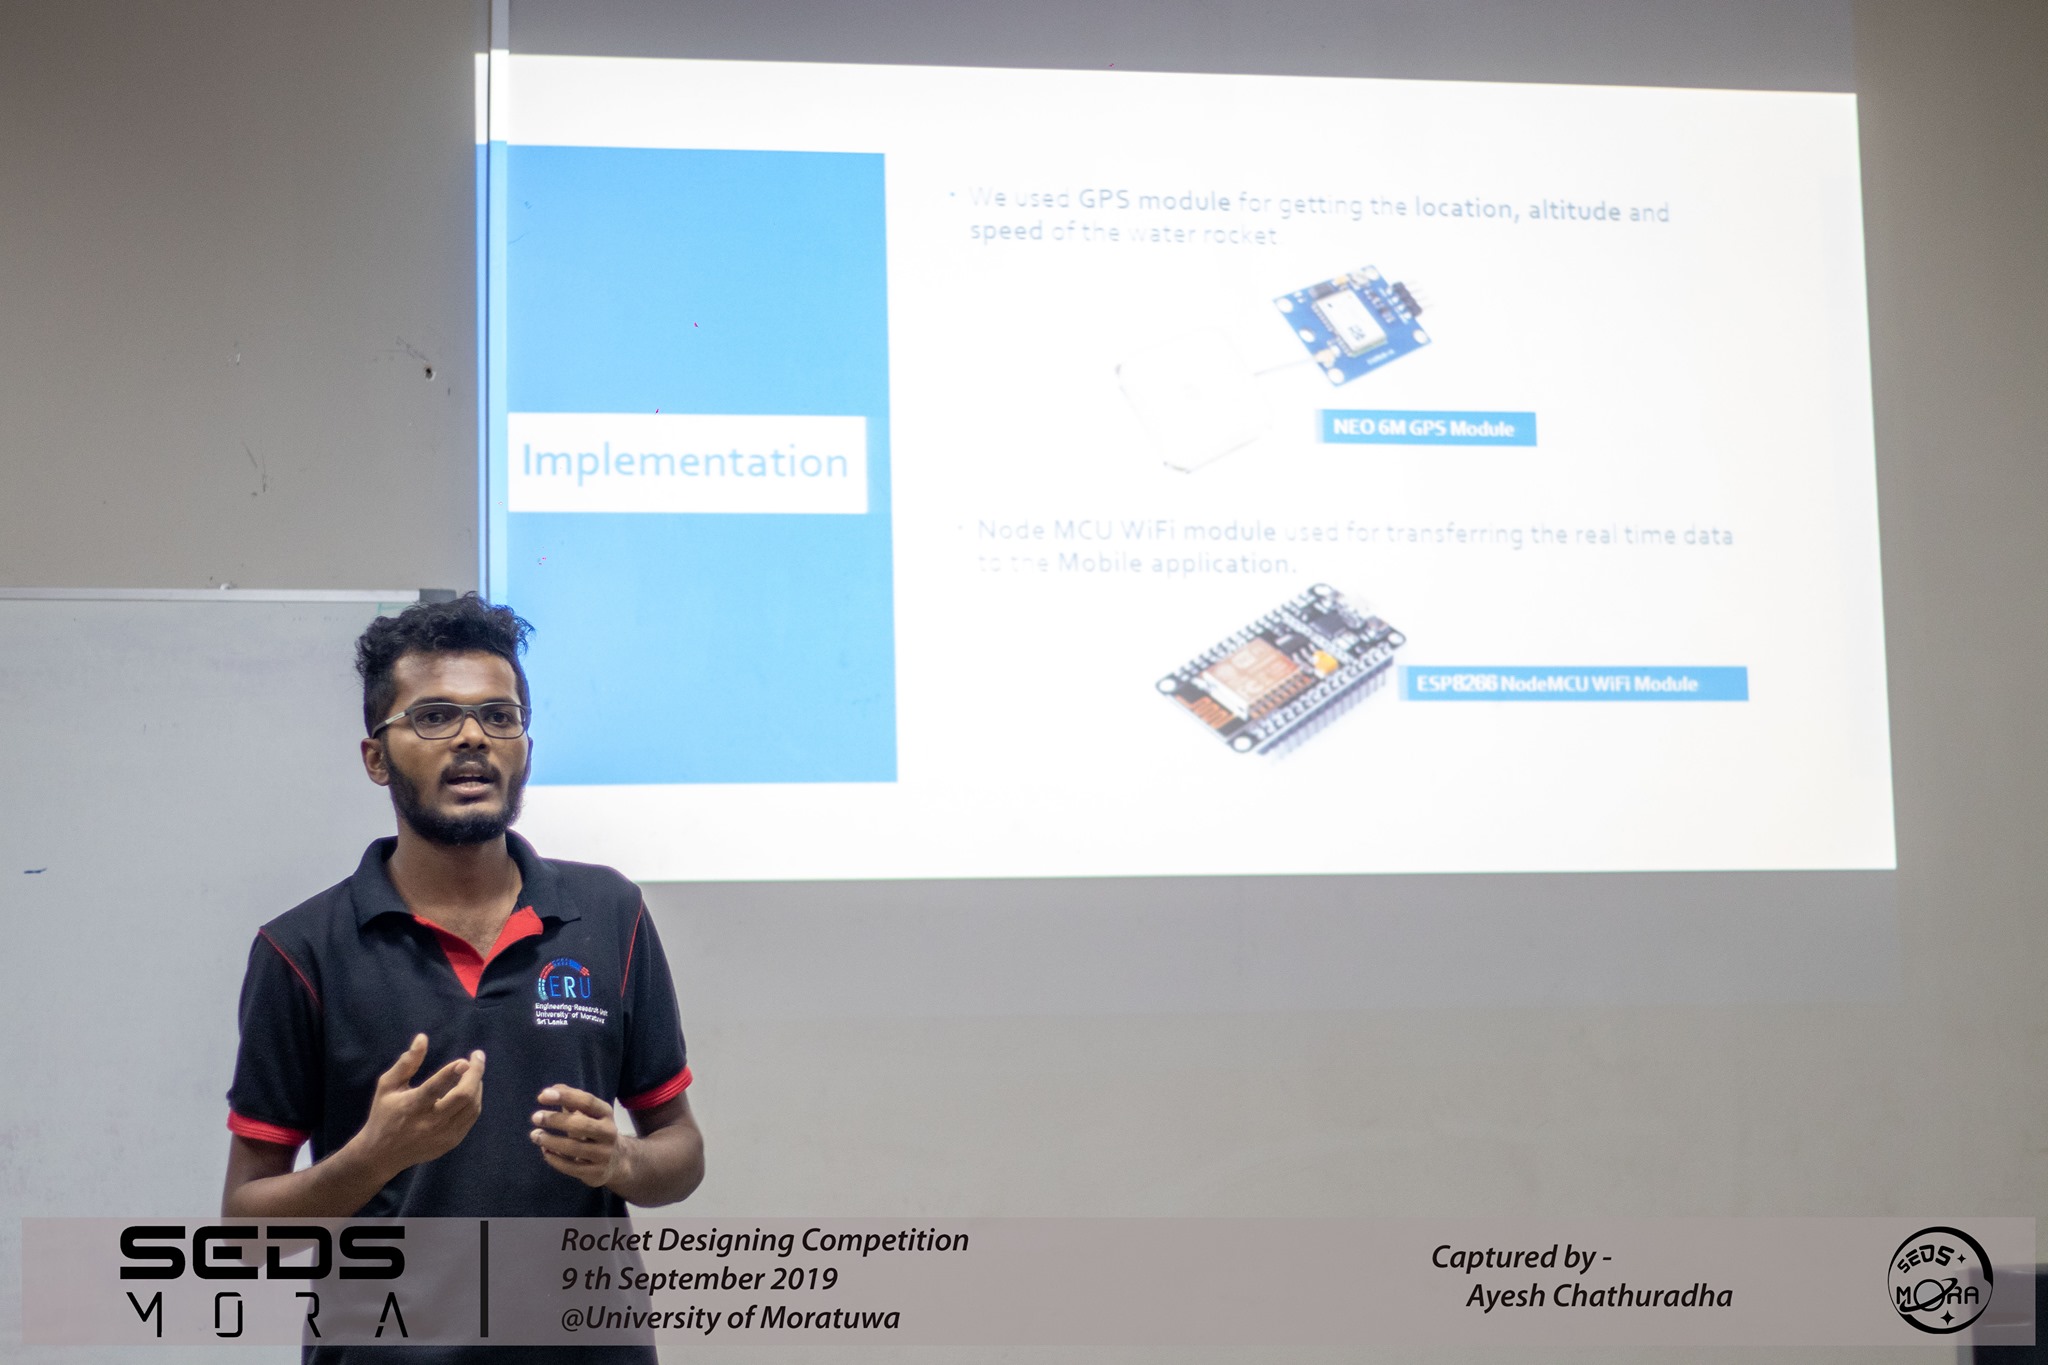 We used GPS module for getting the location, altitude and
speed of the water rocket.
NEO 6M GPS Module
Implementation
Node MCU WiFi module used for transferring the real time data
to the Mobile application.
ESP8266 NodeMCU WiFi Module
ERU
Engineering Research Unit
University of Moratuwa
Sri Lanka
SEDS
MORA
Rocket Designing Competition
9 th September 2019
@University of Moratuwa
Captured by -
Ayesh Chathuradha
SEDS
MORA